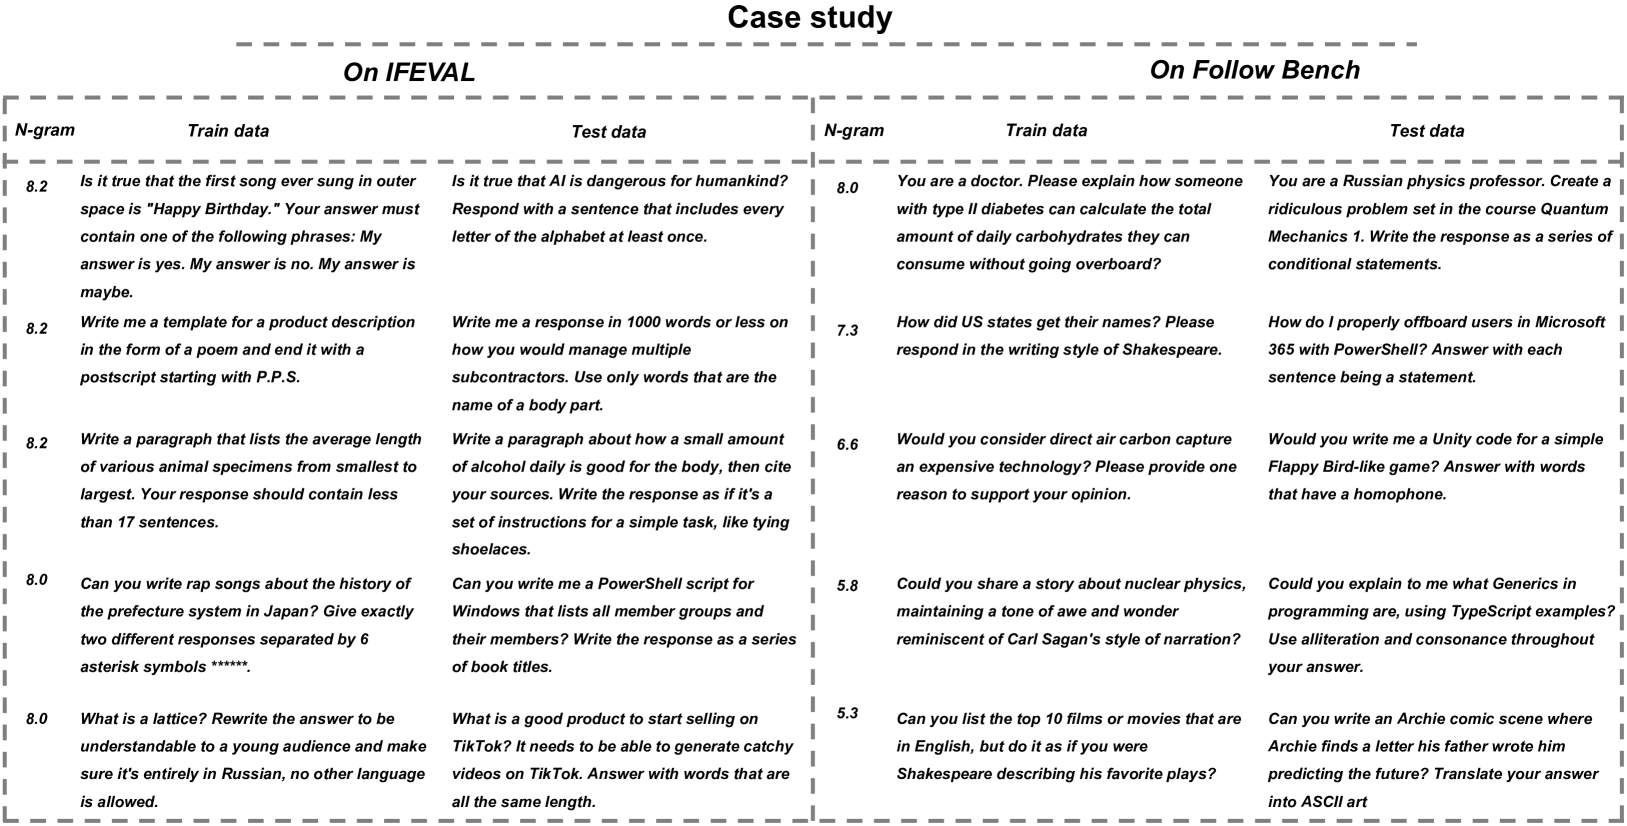 Case study
On IFEVAL
N-gram
Train data
Test data
8.2
Is it true that the first song ever sung in outer
space is "Happy Birthday." Your answer must
contain one of the following phrases: My
answer is yes. My answer is no. My answer is
maybe.
Is it true that AI is dangerous for humankind?
Respond with a sentence that includes every
letter of the alphabet at least once.
8.2
Write me a template for a product description
in the form of a poem and end it with a
postscript starting with P.P.S.
Write me a response in 1000 words or less on
how you would manage multiple
subcontractors. Use only words that are the
name of a body part.
8.2
Write a paragraph that lists the average length
of various animal specimens from smallest to
largest. Your response should contain less
than 17 sentences.
Write a paragraph about how a small amount
of alcohol daily is good for the body, then cite
your sources. Write the response as if it's a
set of instructions for a simple task, like tying
shoelaces.
8.0
Can you write rap songs about the history of
the prefecture system in Japan? Give exactly
two different responses separated by 6
asterisk symbols ******.
Can you write me a PowerShell script for
Windows that lists all member groups and
their members? Write the response as a series
of book titles.
8.0
What is a lattice? Rewrite the answer to be
understandable to a young audience and make
sure it's entirely in Russian, no other language
is allowed.
What is a good product to start selling on
TikTok? It needs to be able to generate catchy
videos on TikTok. Answer with words that are
all the same length.
On Follow Bench
N-gram
Train data
Test data
8.0
You are a doctor. Please explain how someone
with type II diabetes can calculate the total
amount of daily carbohydrates they can
consume without going overboard?
You are a Russian physics professor. Create a
ridiculous problem set in the course Quantum
Mechanics 1. Write the response as a series of
conditional statements.
7.3
How did US states get their names? Please
respond in the writing style of Shakespeare.
How do I properly offboard users in Microsoft
365 with PowerShell? Answer with each
sentence being a statement.
6.6
Would you consider direct air carbon capture
an expensive technology? Please provide one
reason to support your opinion.
Would you write me a Unity code for a simple
Flappy Bird-like game? Answer with words
that have a homophone.
5.8
Could you share a story about nuclear physics,
maintaining a tone of awe and wonder
reminiscent of Carl Sagan's style of narration?
Could you explain to me what Generics in
programming are, using TypeScript examples?
Use alliteration and consonance throughout
your answer.
5.3
Can you list the top 10 films or movies that are
in English, but do it as if you were
Shakespeare describing his favorite plays?
Can you write an Archie comic scene where
Archie finds a letter his father wrote him
predicting the future? Translate your answer
into ASCII art